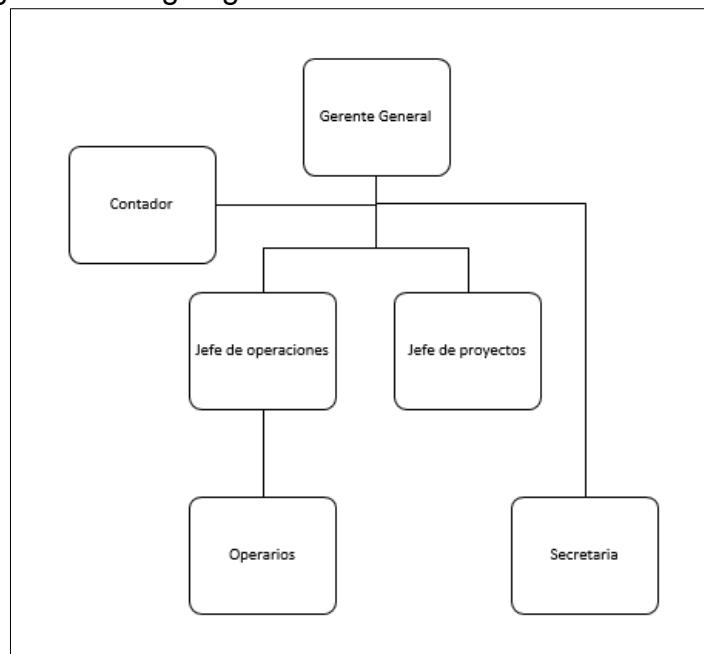 Gerente General
Contador
Jefe de operaciones
Jefe de proyectos
Operarios
Secretaria